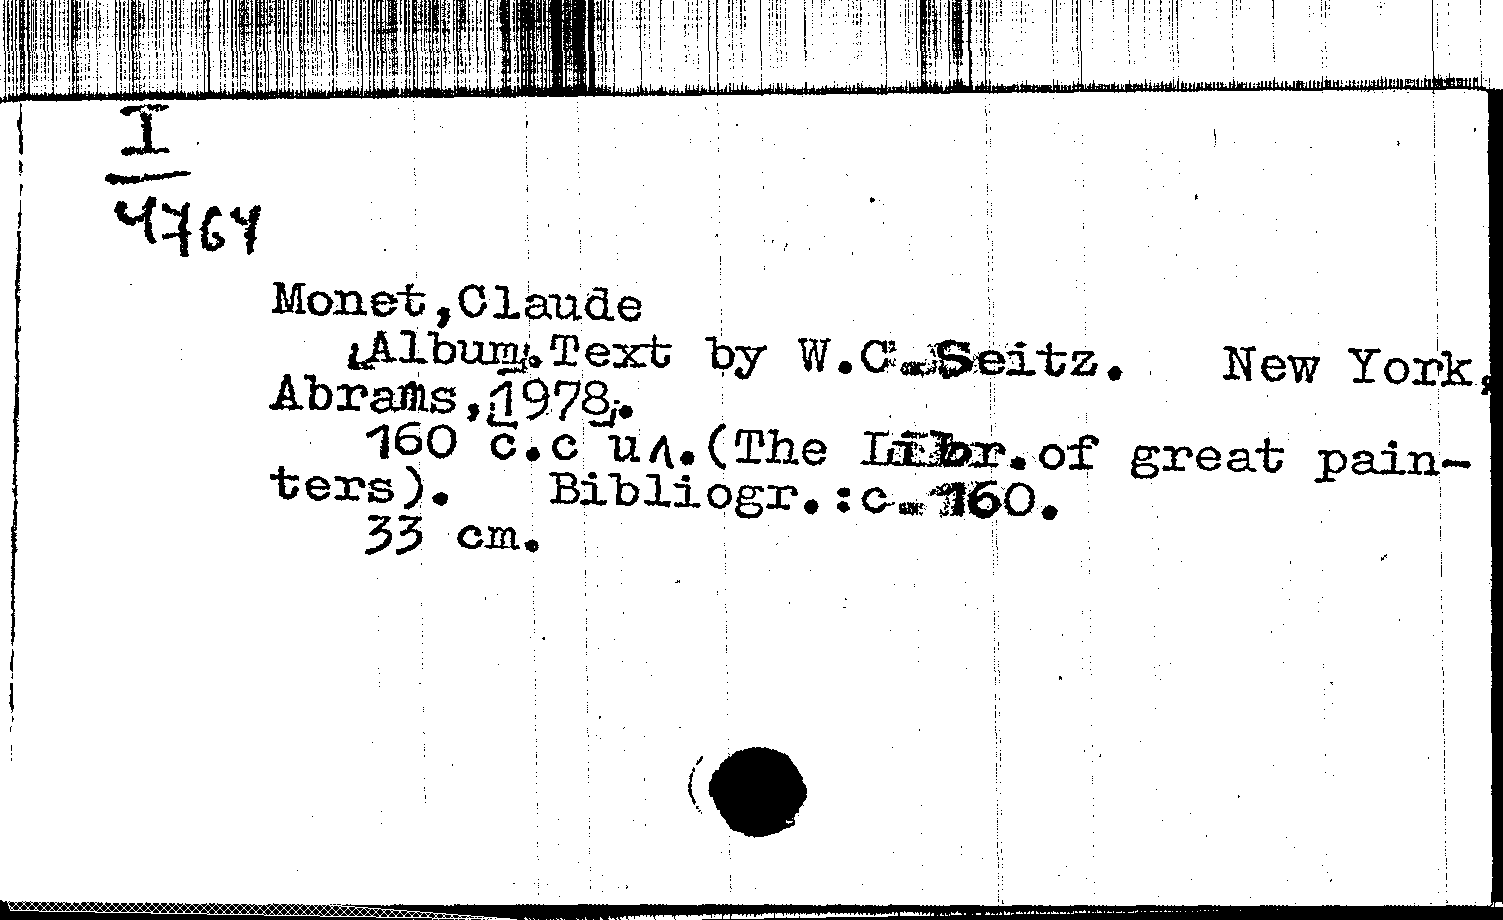 I
4764
Monet,Claude
[Album].Text by W.C.Seitz. New York,
Abrams,[1978].
160 c.c ил.(The Libr.of great pain-
ters). Bibliogr.:c.160.
33 cm.